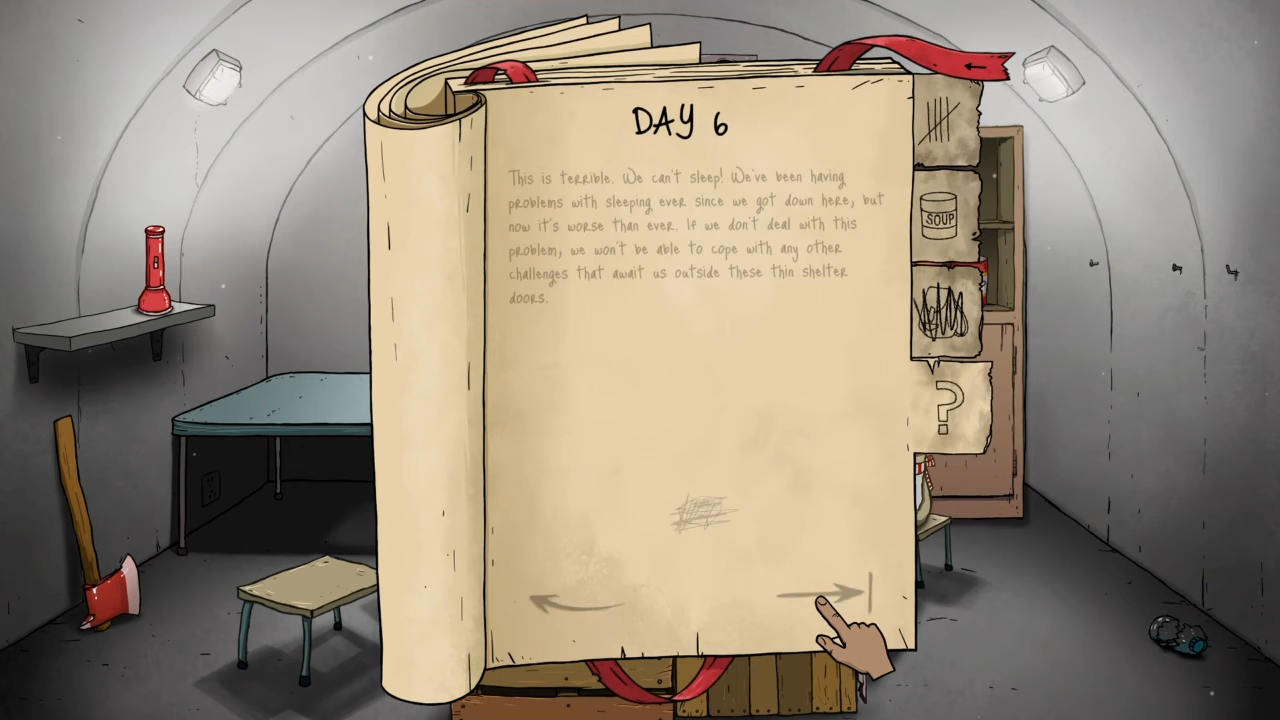 DAY 6
This is terrible. We can't sleep! We've been having
problems with sleeping ever since we got down here, but
now it's worse than ever. If we don't deal with this
problem, we won't be able to cope with any other
challenges that await us outside these thin shelter
doors.
SOUP
?